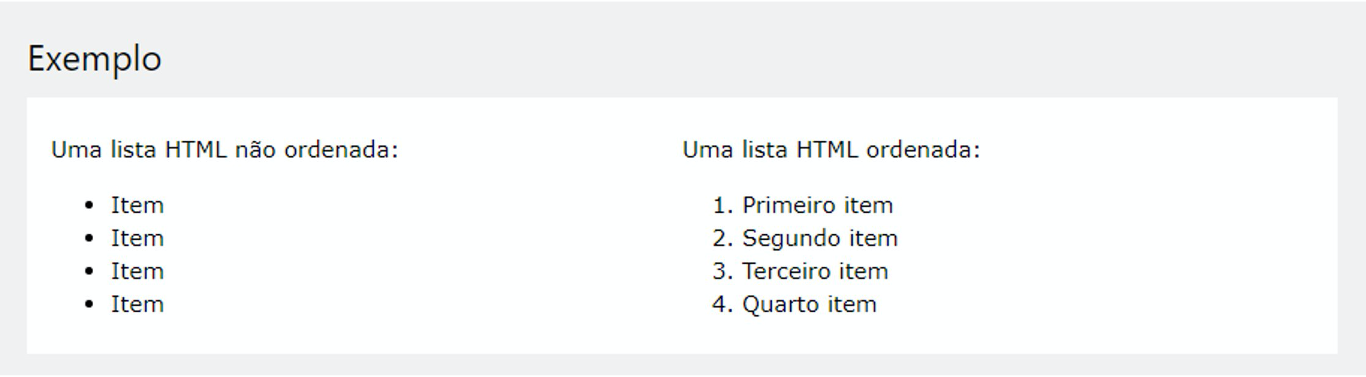 Exemplo
Uma lista HTML não ordenada:
• Item
• Item
• Item
• Item
Uma lista HTML ordenada:
1. Primeiro item
2. Segundo item
3. Terceiro item
4. Quarto item